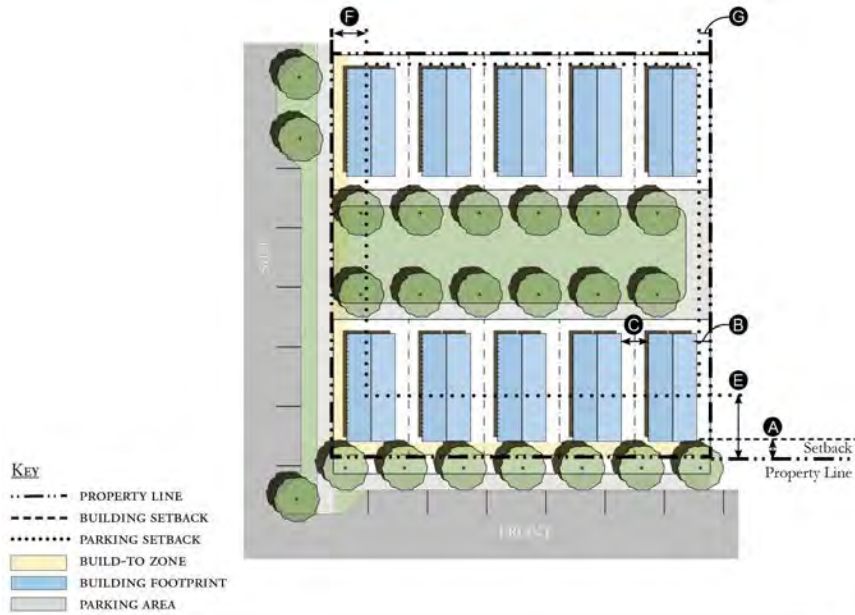 F
G
SIDE
C
B
E
A
Setback
Property Line
FRONT
KEY
PROPERTY LINE
BUILDING SETBACK
PARKING SETBACK
BUILD-TO ZONE
BUILDING FOOTPRINT
PARKING AREA